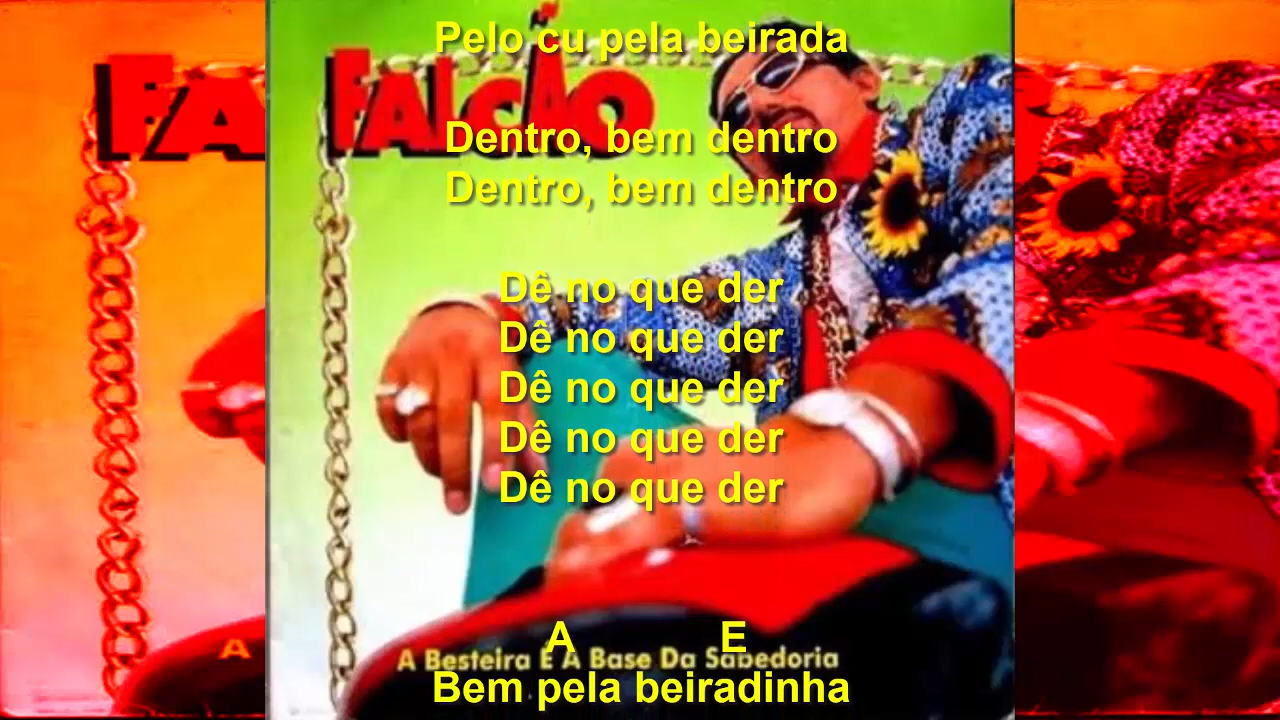 Pelo cu pela beirada
FALCÃO
FA
Dentro, bem dentro
Dentro, bem dentro
Dê no que der
Dê no que der
Dê no que der
Dê no que der
Dê no que der
A E
A Besteira É A Base Da Sabedoria
A
Bem pela beiradinha